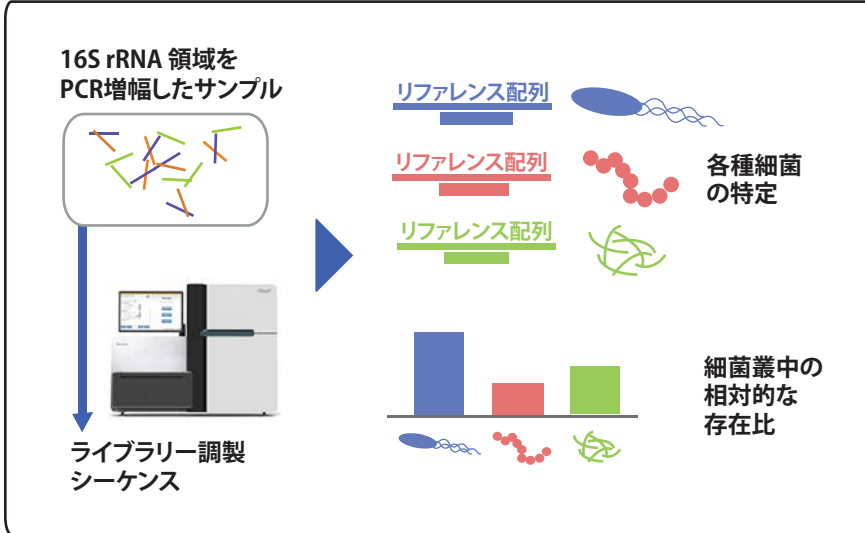 16S rRNA 領域を
PCR増幅したサンプル
ライブラリー調製
シーケンス
リファレンス配列
リファレンス配列
リファレンス配列
各種細菌
の特定
細菌叢中の
相対的な
存在比